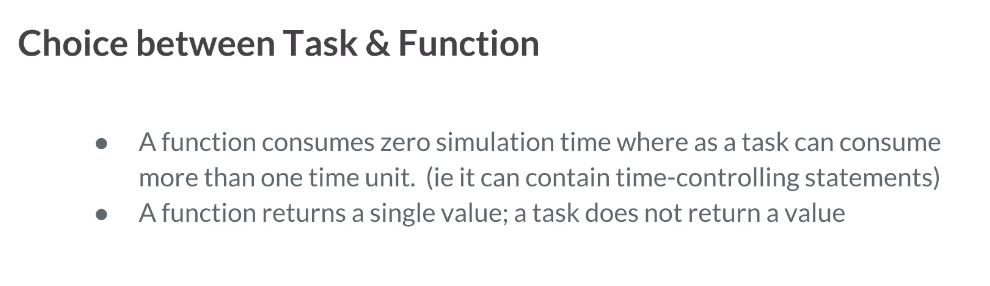 Choice between Task & Function
● A function consumes zero simulation time where as a task can consume
more than one time unit. (ie it can contain time-controlling statements)
● A function returns a single value; a task does not return a value